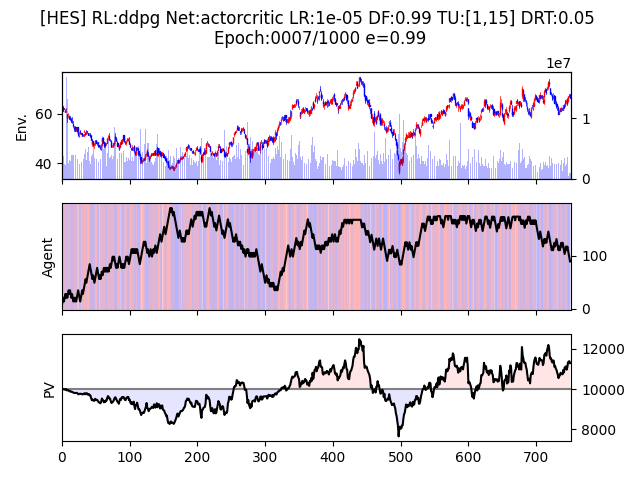 [HES] RL:ddpg Net:actorcritic LR:1e-05 DF:0.99 TU:[1,15] DRT:0.05
Epoch:0007/1000 e=0.99
1e7
Env.
60
40
1
0
Agent
100
0
PV
12000
10000
8000
0 100 200 300 400 500 600 700